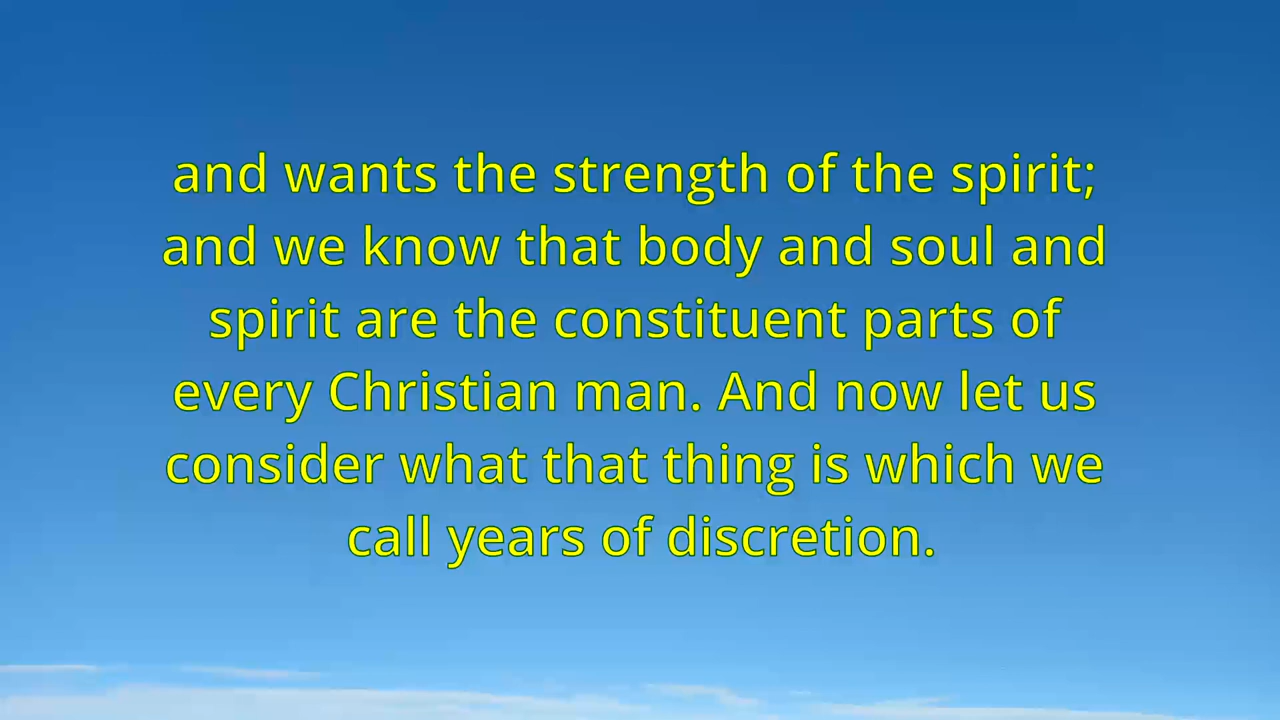 and wants the strength of the spirit;
and we know that body and soul and
spirit are the constituent parts of
every Christian man. And now let us
consider what that thing is which we
call years of discretion.